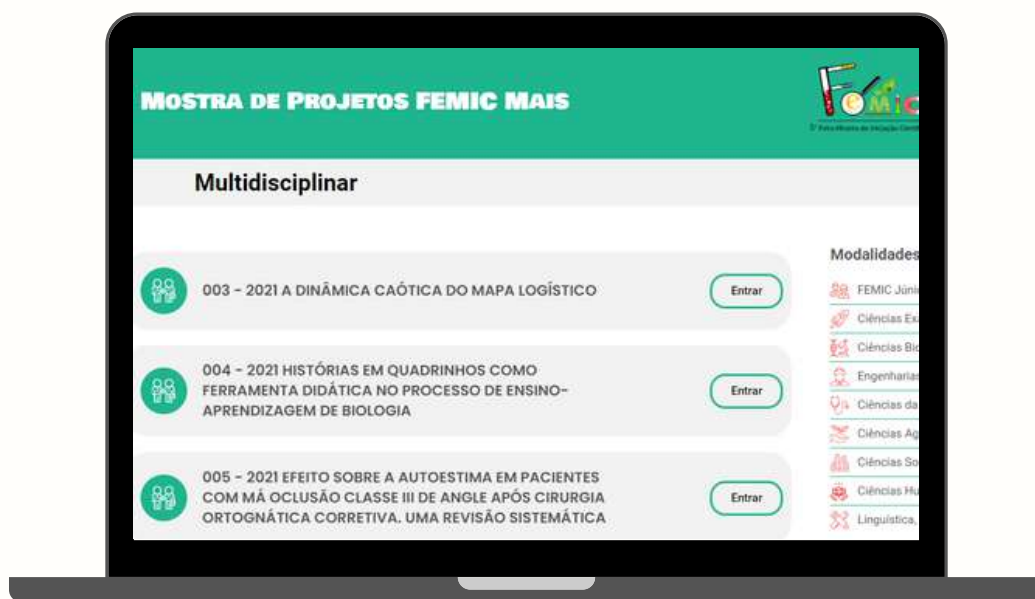 MOSTRA DE PROJETOS FEMIC MAIS
FEMIC
Multidisciplinar
003 - 2021 A DINÂMICA CAÓTICA DO MAPA LOGÍSTICO
Entrar
004 - 2021 HISTÓRIAS EM QUADRINHOS COMO
FERRAMENTA DIDÁTICA NO PROCESSO DE ENSINO-
APRENDIZAGEM DE BIOLOGIA
Entrar
005 - 2021 EFEITO SOBRE A AUTOESTIMA EM PACIENTES
COM MÁ OCLUSÃO CLASSE III DE ANGLE APÓS CIRURGIA
ORTOGNÁTICA CORRETIVA. UMA REVISÃO SISTEMÁTICA
Entrar
Modalidades
FEMIC Júni
Ciências Ex
Ciências Bio
Engenharias
Ciências da
Ciências Ag
Ciências So
Ciências Hu
Linguística,